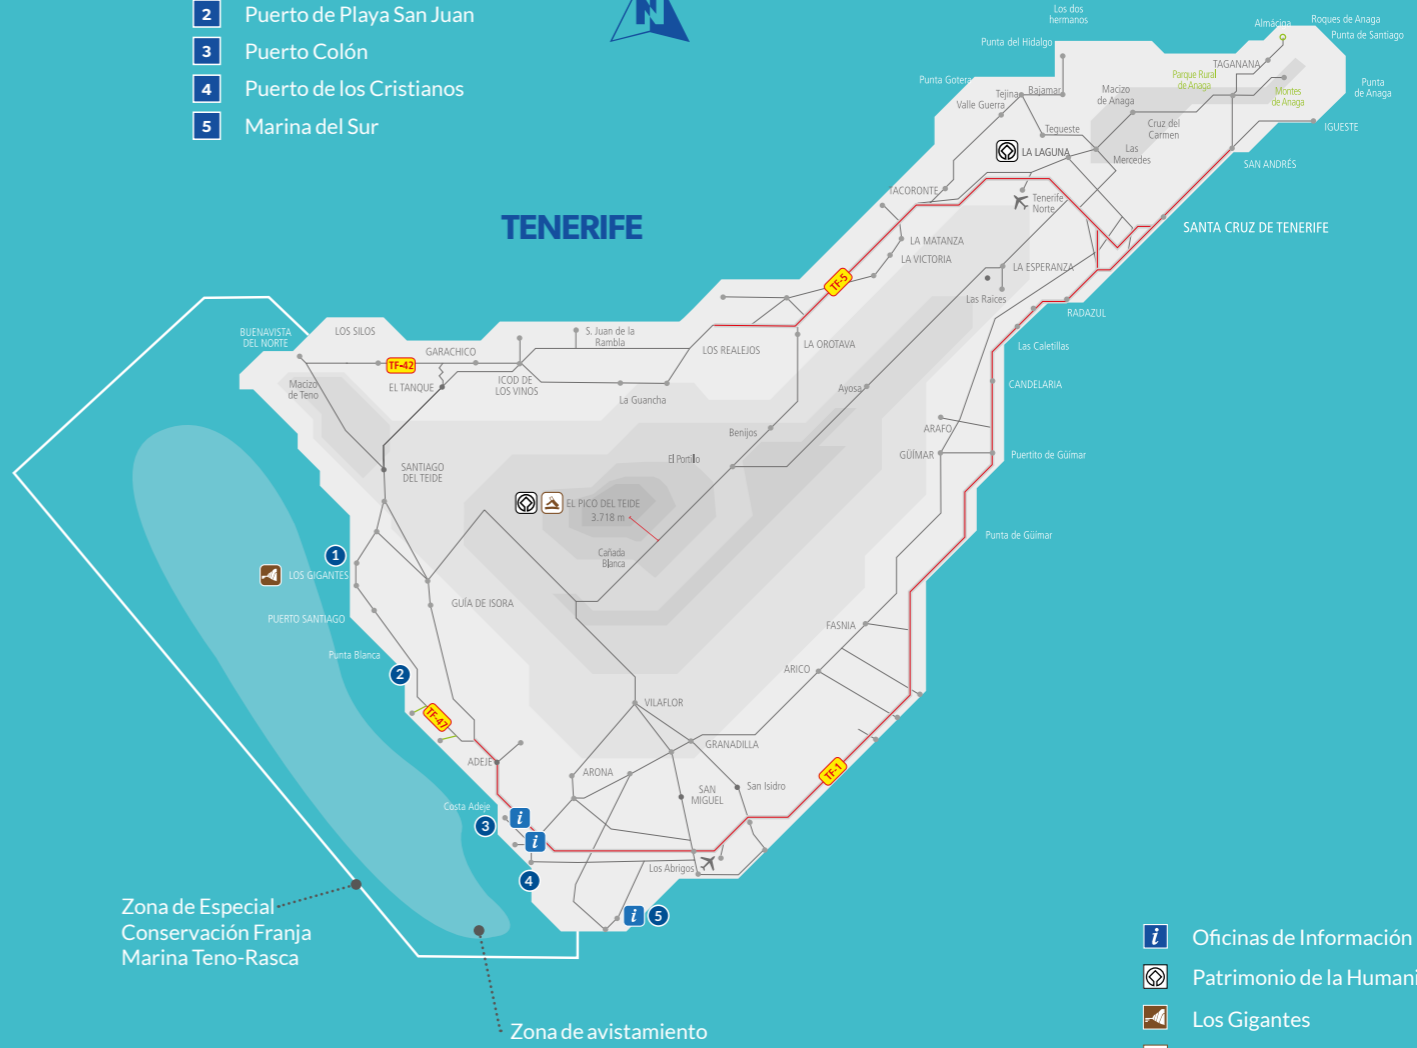 2 Puerto de Playa San Juan
3 Puerto Colón
4 Puerto de los Cristianos
5 Marina del Sur
N
TENERIFE
Los dos
hermanos
Punta del Hidalgo
Almáciga
Roques de Anaga
Punta de Santiago
TAGANANA
Punta
de Anaga
Parque Rural
de Anaga
Montes
de Anaga
Punta Gotera
Tejina
Bajamar
Valle Guerra
Macizo
de Anaga
Cruz del
Carmen
IGUESTE
Tegueste
LA LAGUNA
Las
Mercedes
SAN ANDRÉS
TACORONTE
Tenerife
Norte
SANTA CRUZ DE TENERIFE
LA MATANZA
LA VICTORIA
LA ESPERANZA
TF-5
Las Raices
RADAZUL
BUENAVISTA
DEL NORTE
LOS SILOS
S. Juan de la
Rambla
GARACHICO
LOS REALEJOS
LA OROTAVA
Las Caletillas
TF-42
Macizo
de Teno
EL TANQUE
ICOD DE
LOS VINOS
La Guancha
Ayosa
CANDELARIA
Benijos
ARAFO
El Portillo
GÜÍMAR
Puertito de Güímar
SANTIAGO
DEL TEIDE
EL PICO DEL TEIDE
3.718 m
Punta de Güímar
Cañada
Blanca
1
LOS GIGANTES
GUÍA DE ISORA
PUERTO SANTIAGO
FASNIA
Punta Blanca
2
ARICO
VILAFLOR
TF-47
GRANADILLA
ADEJE
ARONA
TF-1
SAN
MIGUEL
San Isidro
Costa Adeje
3
i
i
Los Abrigos
4
i
5
Zona de Especial
Conservación Franja
Marina Teno-Rasca
Zona de avistamiento
i Oficinas de Información
Patrimonio de la Humani
Los Gigantes